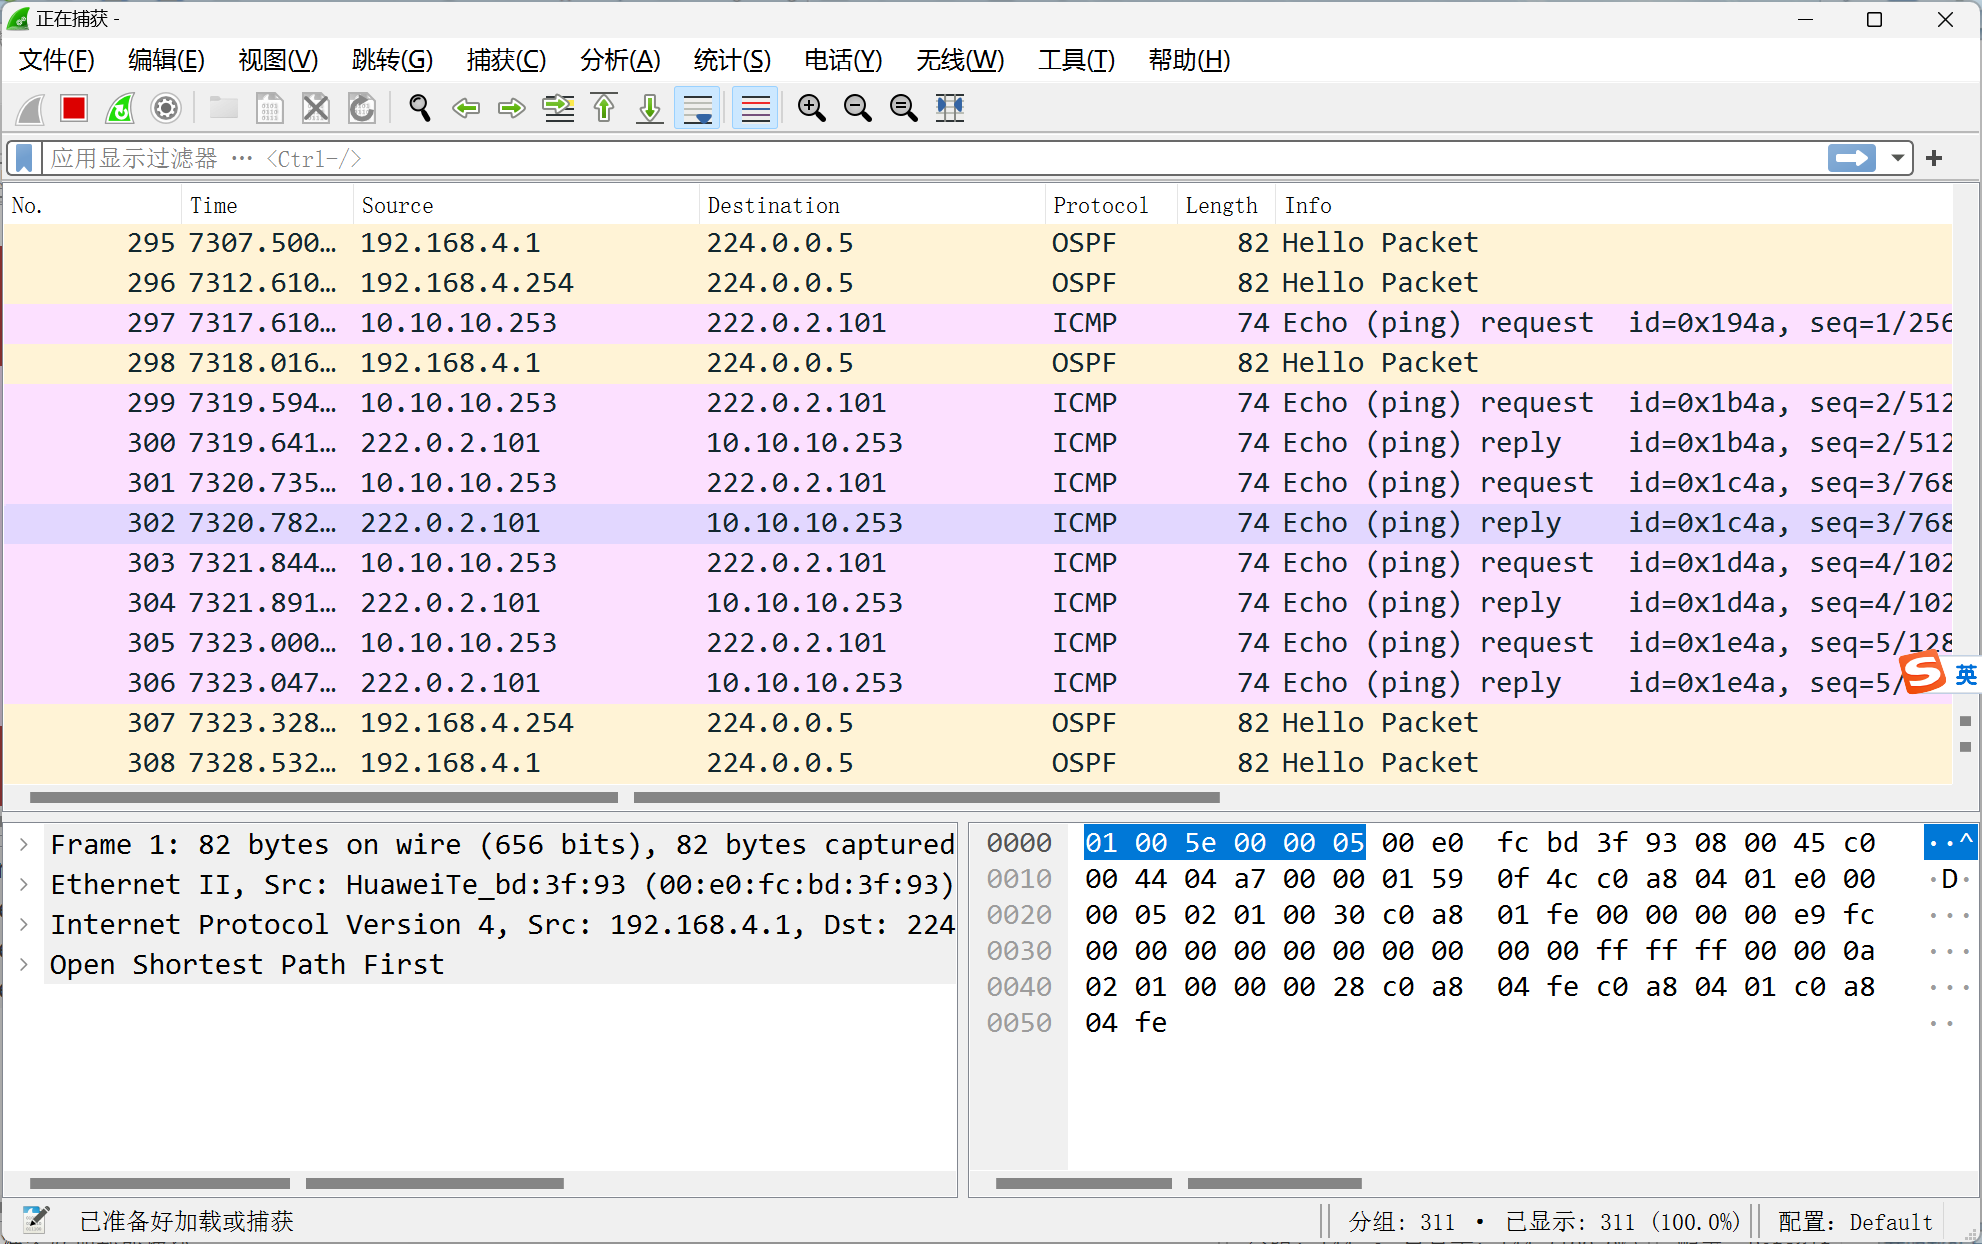 正在捕获 -
文件(F) 编辑(E) 视图(V) 跳转(G) 捕获(C) 分析(A) 统计(S) 电话(Y) 无线(W) 工具(T) 帮助(H)
应用显示过滤器 ⋯ <Ctrl-/>
No. Time Source Destination Protocol Length Info
295 7307.500… 192.168.4.1 224.0.0.5 OSPF 82 Hello Packet
296 7312.610… 192.168.4.254 224.0.0.5 OSPF 82 Hello Packet
297 7317.610… 10.10.10.253 222.0.2.101 ICMP 74 Echo (ping) request id=0x194a, seq=1/256
298 7318.016… 192.168.4.1 224.0.0.5 OSPF 82 Hello Packet
299 7319.594… 10.10.10.253 222.0.2.101 ICMP 74 Echo (ping) request id=0x1b4a, seq=2/512
300 7319.641… 222.0.2.101 10.10.10.253 ICMP 74 Echo (ping) reply id=0x1b4a, seq=2/512
301 7320.735… 10.10.10.253 222.0.2.101 ICMP 74 Echo (ping) request id=0x1c4a, seq=3/768
302 7320.782… 222.0.2.101 10.10.10.253 ICMP 74 Echo (ping) reply id=0x1c4a, seq=3/768
303 7321.844… 10.10.10.253 222.0.2.101 ICMP 74 Echo (ping) request id=0x1d4a, seq=4/102
304 7321.891… 222.0.2.101 10.10.10.253 ICMP 74 Echo (ping) reply id=0x1d4a, seq=4/102
305 7323.000… 10.10.10.253 222.0.2.101 ICMP 74 Echo (ping) request id=0x1e4a, seq=5/128
306 7323.047… 222.0.2.101 10.10.10.253 ICMP 74 Echo (ping) reply id=0x1e4a, seq=5/
英
307 7323.328… 192.168.4.254 224.0.0.5 OSPF 82 Hello Packet
308 7328.532… 192.168.4.1 224.0.0.5 OSPF 82 Hello Packet
Frame 1: 82 bytes on wire (656 bits), 82 bytes captured
Ethernet II, Src: HuaweiTe_bd:3f:93 (00:e0:fc:bd:3f:93)
Internet Protocol Version 4, Src: 192.168.4.1, Dst: 224
Open Shortest Path First
0000 01 00 5e 00 00 05 00 e0 fc bd 3f 93 08 00 45 c0 ··^
0010 00 44 04 a7 00 00 01 59 0f 4c c0 a8 04 01 e0 00 ·D·
0020 00 05 02 01 00 30 c0 a8 01 fe 00 00 00 00 e9 fc ···
0030 00 00 00 00 00 00 00 00 00 00 ff ff ff 00 00 0a ···
0040 02 01 00 00 00 28 c0 a8 04 fe c0 a8 04 01 c0 a8 ···
0050 04 fe ··
已准备好加载或捕获 分组: 311 · 已显示: 311 (100.0%) 配置: Default